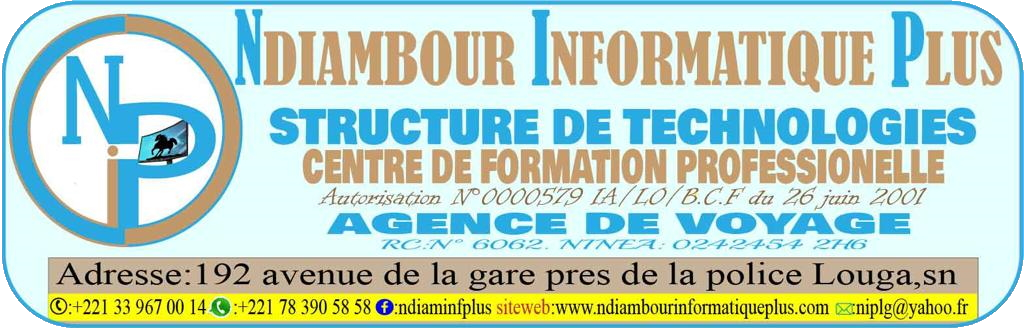 NiP
NDIAMBOUR INFORMATIQUE PLUS
STRUCTURE DE TECHNOLOGIES
CENTRE DE FORMATION PROFESSIONELLE
Autorisation N°0000579 IA/LO/B.C.F du 26 juin 2001
AGENCE DE VOYAGE
RC:N° 6062. NINEA: 0242454 2H6
Adresse:192 avenue de la gare pres de la police Louga,sn
:+221 33 967 00 14 :+221 78 390 58 58 :ndiaminfplus siteweb:www.ndiambourinformatiqueplus.com :niplg@yahoo.fr